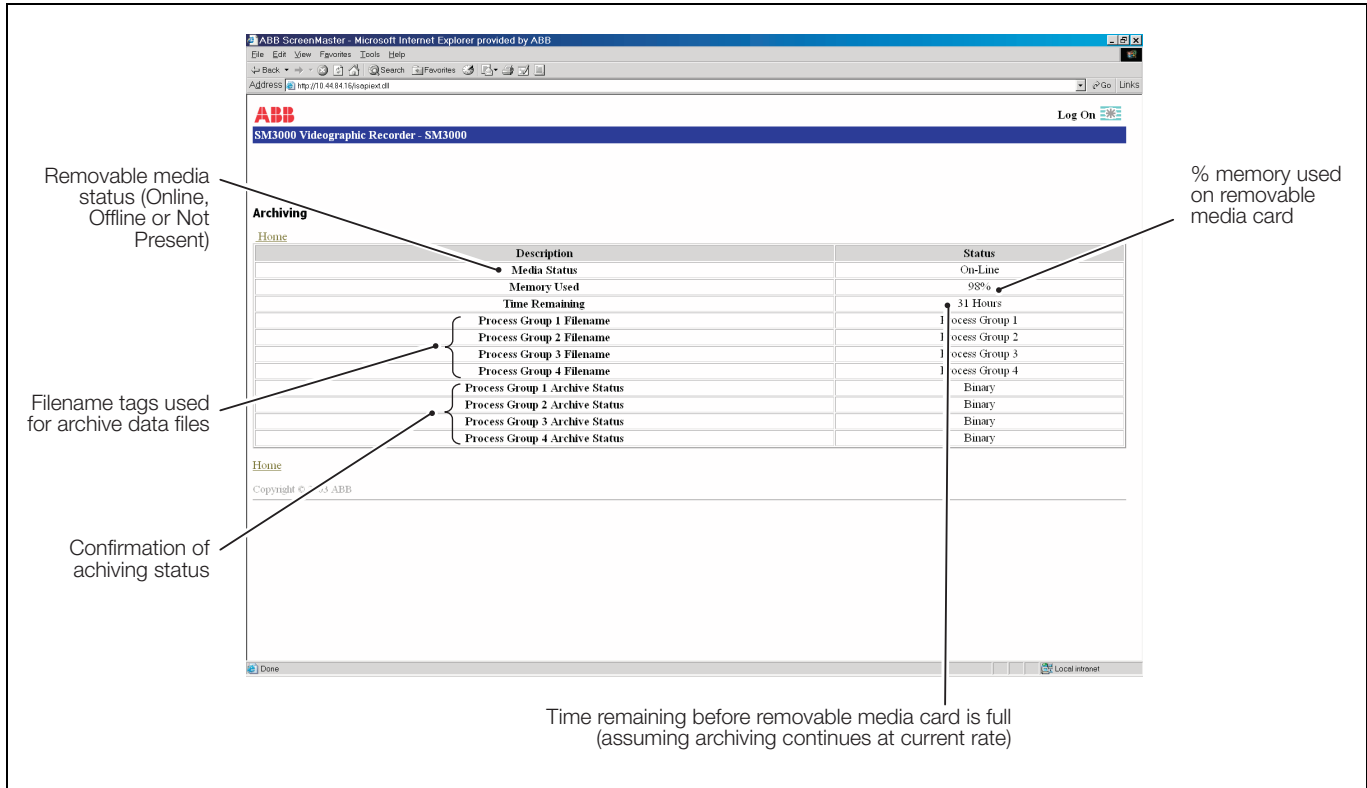 ABB ScreenMaster - Microsoft Internet Explorer provided by ABB
File Edit View Favorites Tools Help
Back Search Favorites
Address http://10.44.84.16/isapiext.dll Go Links
ABB
Log On
SM3000 Videographic Recorder - SM3000
Removable media
status (Online,
Offline or Not
Present)
% memory used
on removable
media card
Archiving
Home
Description Status
Media Status On-Line
Memory Used 98%
Time Remaining 31 Hours
Process Group 1 Filename Process Group 1
Process Group 2 Filename Process Group 2
Process Group 3 Filename Process Group 3
Process Group 4 Filename Process Group 4
Process Group 1 Archive Status Binary
Process Group 2 Archive Status Binary
Process Group 3 Archive Status Binary
Process Group 4 Archive Status Binary
Filename tags used
for archive data files
Home
Copyright © ABB
Confirmation of
achiving status
Done Local intranet
Time remaining before removable media card is full
(assuming archiving continues at current rate)